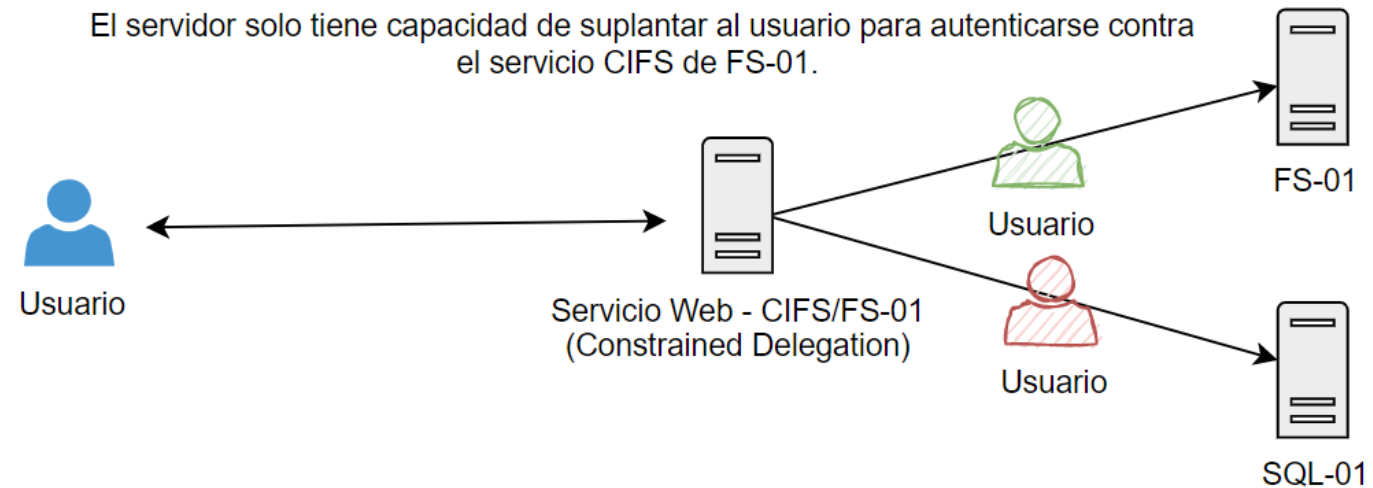 El servidor solo tiene capacidad de suplantar al usuario para autenticarse contra
el servicio CIFS de FS-01.
FS-01
Usuario
Usuario
Servicio Web - CIFS/FS-01
(Constrained Delegation)
Usuario
SQL-01